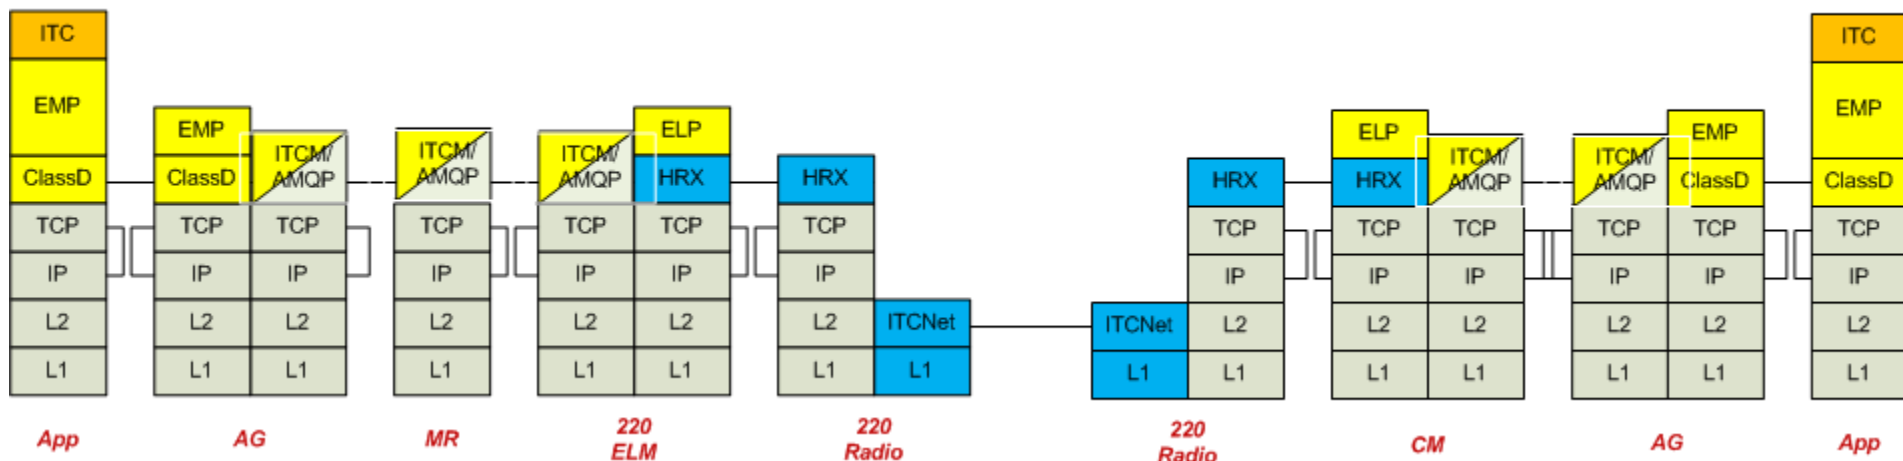 ITC
EMP
ClassD
TCP
IP
L2
L1
App
EMP
ClassD
TCP
IP
L2
L1
ITCM/
AMQP
TCP
IP
L2
L1
AG
ITCM/
AMQP
TCP
IP
L2
L1
MR
ITCM/
AMQP
TCP
IP
L2
L1
ELP
HRX
TCP
IP
L2
L1
220
ELM
HRX
TCP
IP
L2
L1
ITCNet
L1
220
Radio
ITCNet
L1
HRX
TCP
IP
L2
L1
220
Radio
ELP
HRX
TCP
IP
L2
L1
ITCM/
AMQP
TCP
IP
L2
L1
CM
ITCM/
AMQP
TCP
IP
L2
L1
EMP
ClassD
TCP
IP
L2
L1
AG
ITC
EMP
ClassD
TCP
IP
L2
L1
App